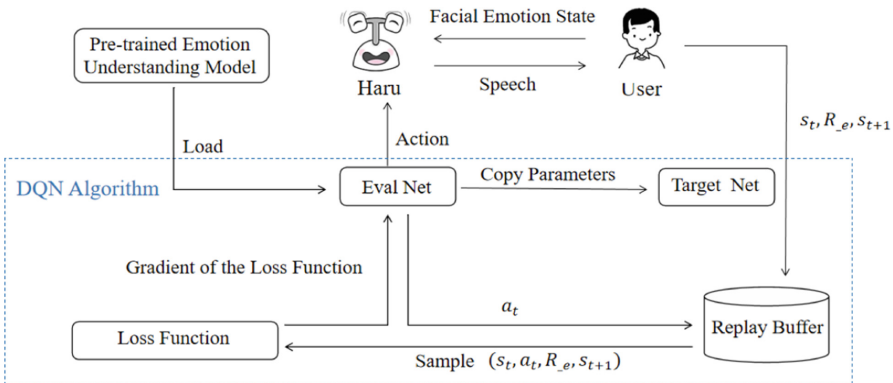 Pre-trained Emotion
Understanding Model
Facial Emotion State
Haru
Speech
User
Load
Action
s_t, R_e, s_{t+1}
DQN Algorithm
Eval Net
Copy Parameters
Target Net
Gradient of the Loss Function
a_t
Loss Function
Replay Buffer
Sample (s_t, a_t, R_e, s_{t+1})